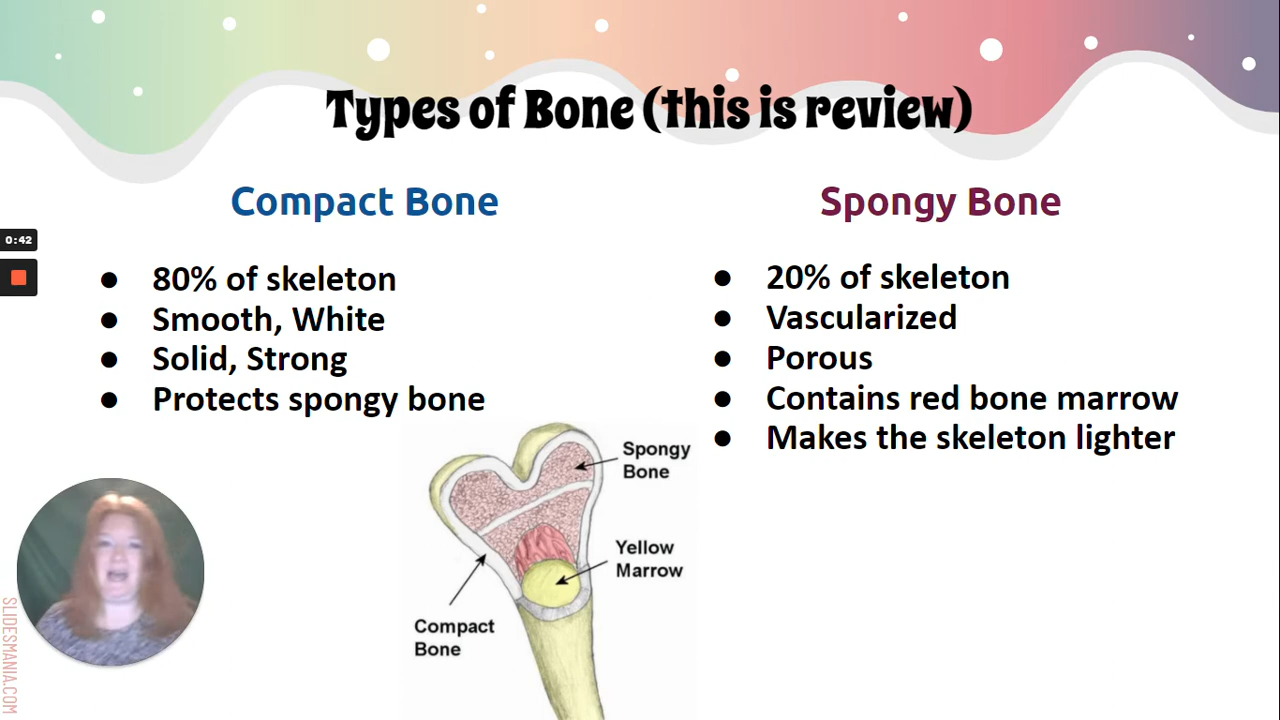 Types of Bone (this is review)
Compact Bone
● 80% of skeleton
● Smooth, White
● Solid, Strong
● Protects spongy bone
Spongy Bone
● 20% of skeleton
● Vascularized
● Porous
● Contains red bone marrow
● Makes the skeleton lighter
Spongy
Bone
Yellow
Marrow
Compact
Bone
0:42
SLIDESMANIA.COM